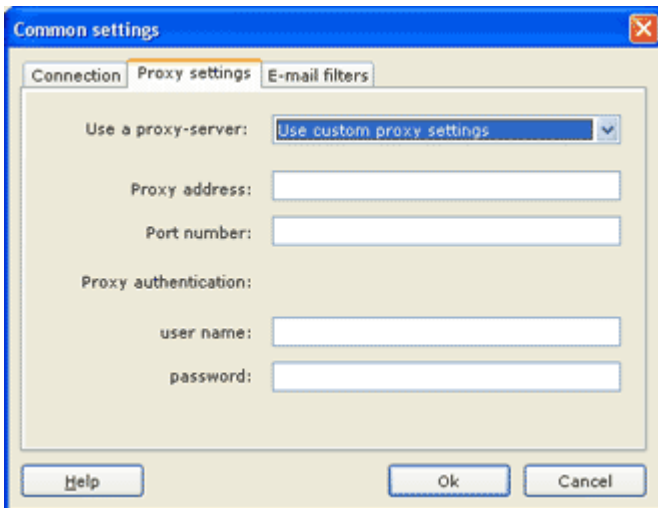 Common settings
Connection Proxy settings E-mail filters
Use a proxy-server: Use custom proxy settings
Proxy address:
Port number:
Proxy authentication:
user name:
password:
Help Ok Cancel